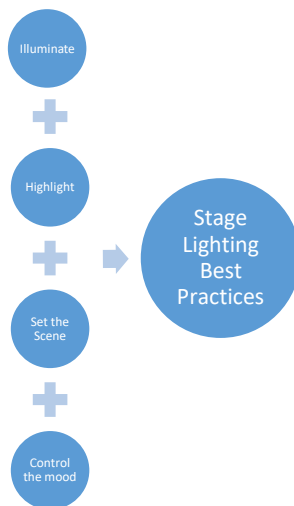 Illuminate
Highlight
Set the
Scene
Control
the mood
Stage
Lighting
Best
Practices